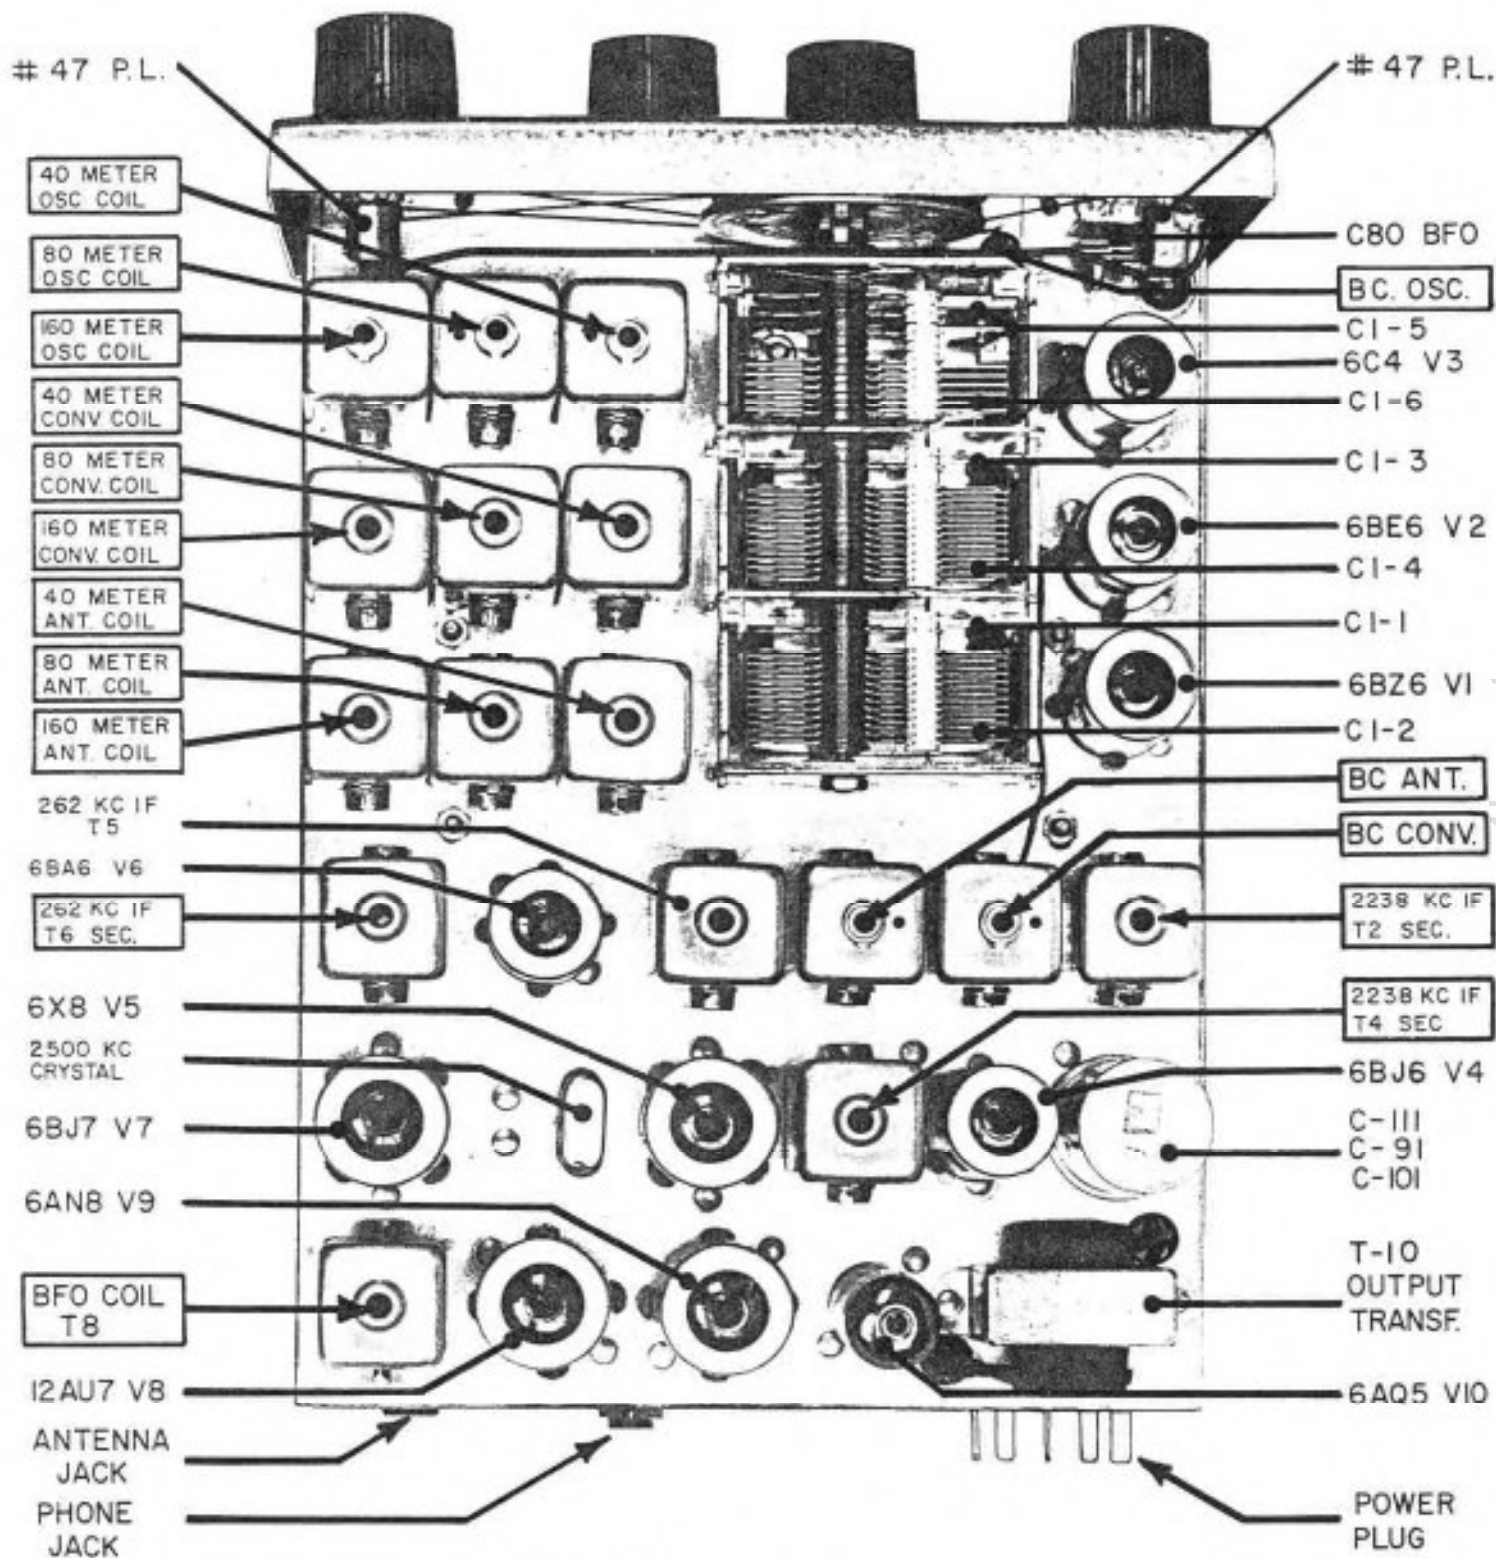 # 47 P.L.
40 METER
OSC COIL
80 METER
OSC COIL
160 METER
OSC COIL
40 METER
CONV COIL
80 METER
CONV. COIL
160 METER
CONV. COIL
40 METER
ANT. COIL
80 METER
ANT. COIL
160 METER
ANT. COIL
262 KC IF
T5
6BA6 V6
262 KC IF
T6 SEC.
6X8 V5
2500 KC
CRYSTAL
6BJ7 V7
6AN8 V9
BFO COIL
T8
12AU7 V8
ANTENNA
JACK
PHONE
JACK
# 47 P.L.
C80 BFO
BC. OSC.
C1-5
6C4 V3
C1-6
C1-3
6BE6 V2
C1-4
C1-1
6BZ6 V1
C1-2
BC ANT.
BC CONV.
2238 KC IF
T2 SEC.
2238 KC IF
T4 SEC
6BJ6 V4
C-111
C-91
C-101
T-10
OUTPUT
TRANSF.
6AQ5 V10
POWER
PLUG